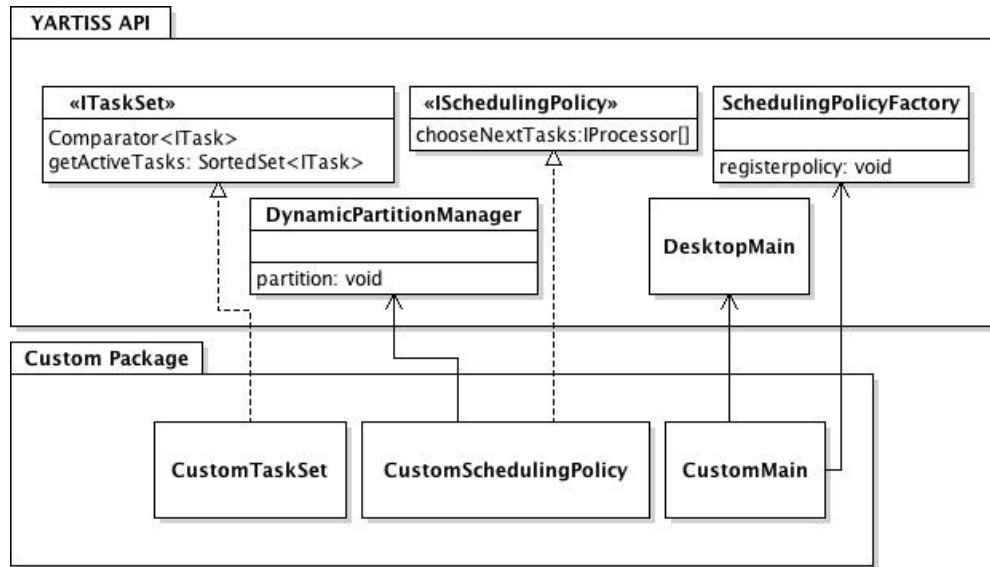 YARTISS API
«ITaskSet»
Comparator<ITask>
getActiveTasks: SortedSet<ITask>
«ISchedulingPolicy»
chooseNextTasks:IProcessor[]
SchedulingPolicyFactory
registerpolicy: void
DynamicPartitionManager
partition: void
DesktopMain
Custom Package
CustomTaskSet
CustomSchedulingPolicy
CustomMain